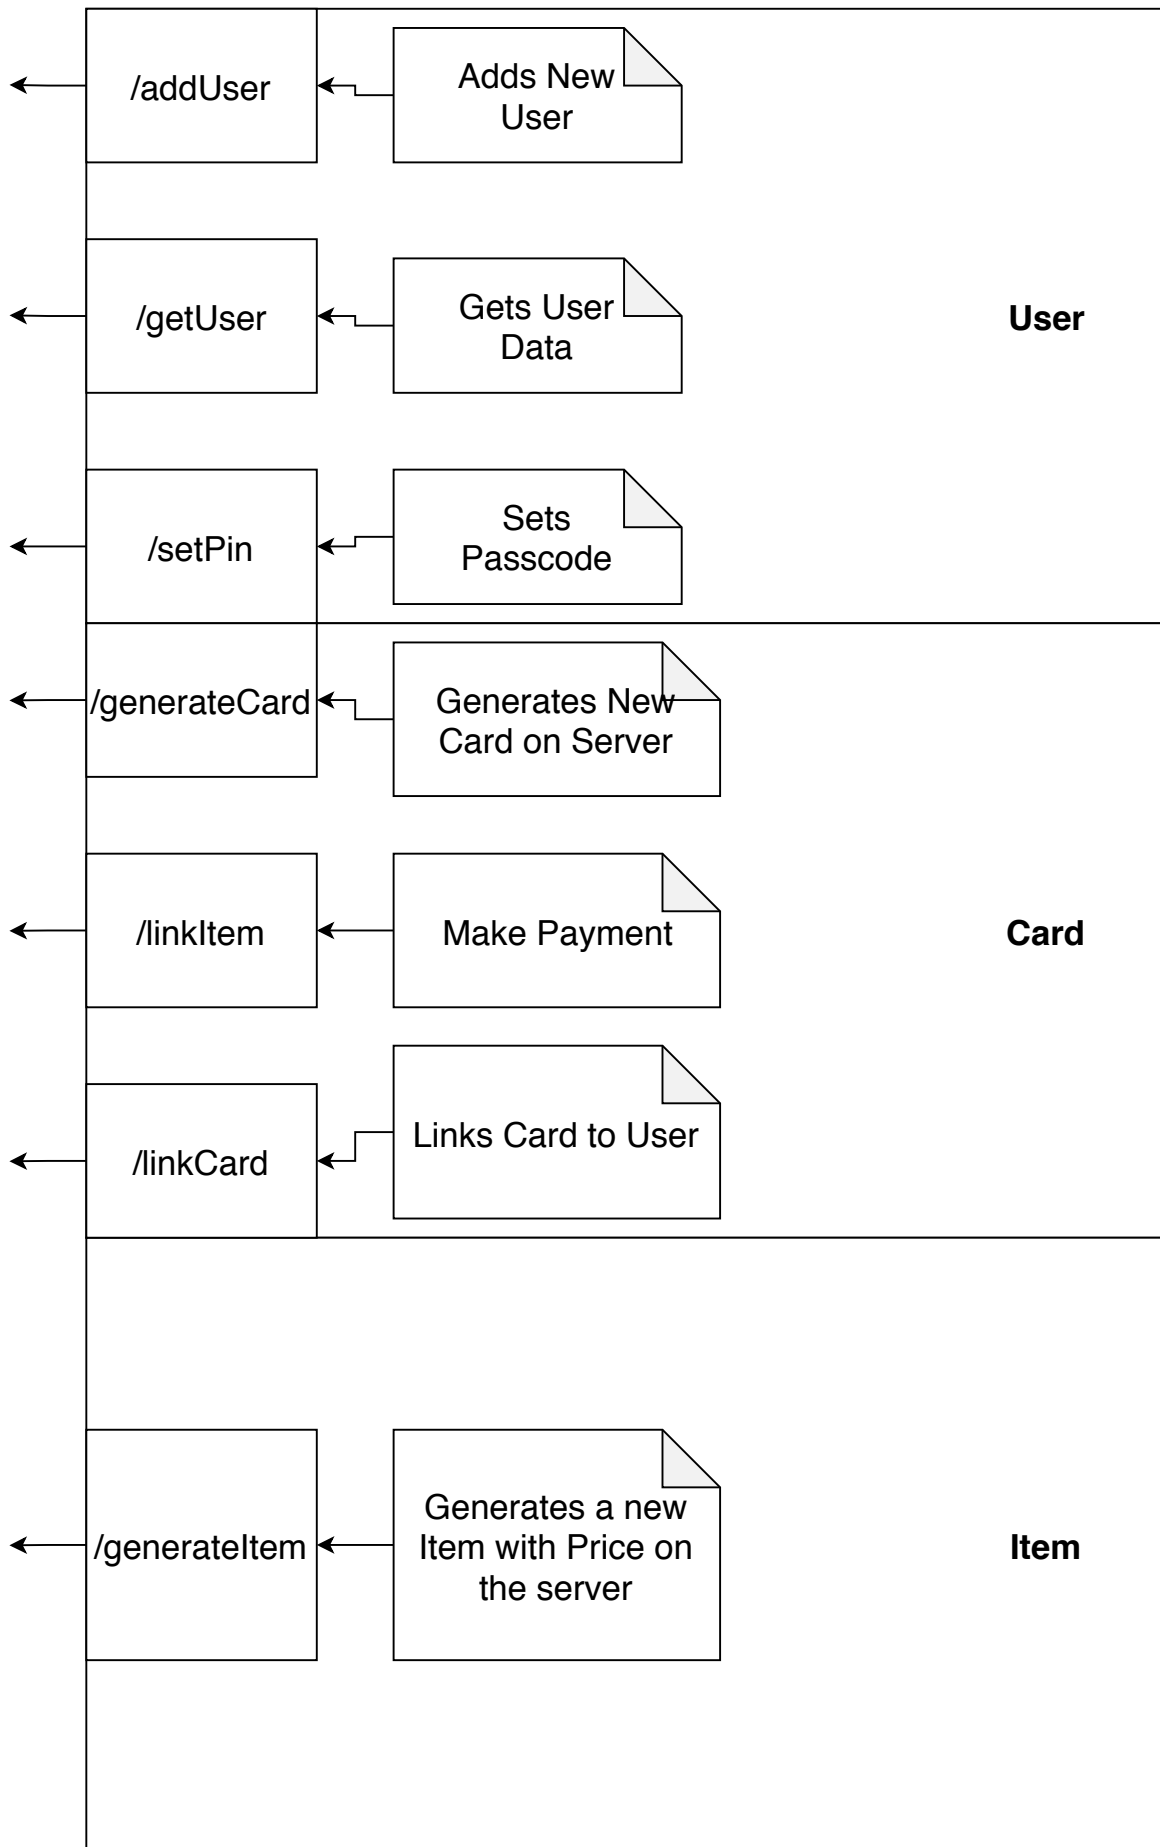 /addUser
Adds New
User
/getUser
Gets User
Data
User
/setPin
Sets
Passcode
/generateCard
Generates New
Card on Server
/linkItem
Make Payment
Card
/linkCard
Links Card to User
/generateItem
Generates a new
Item with Price on
the server
Item